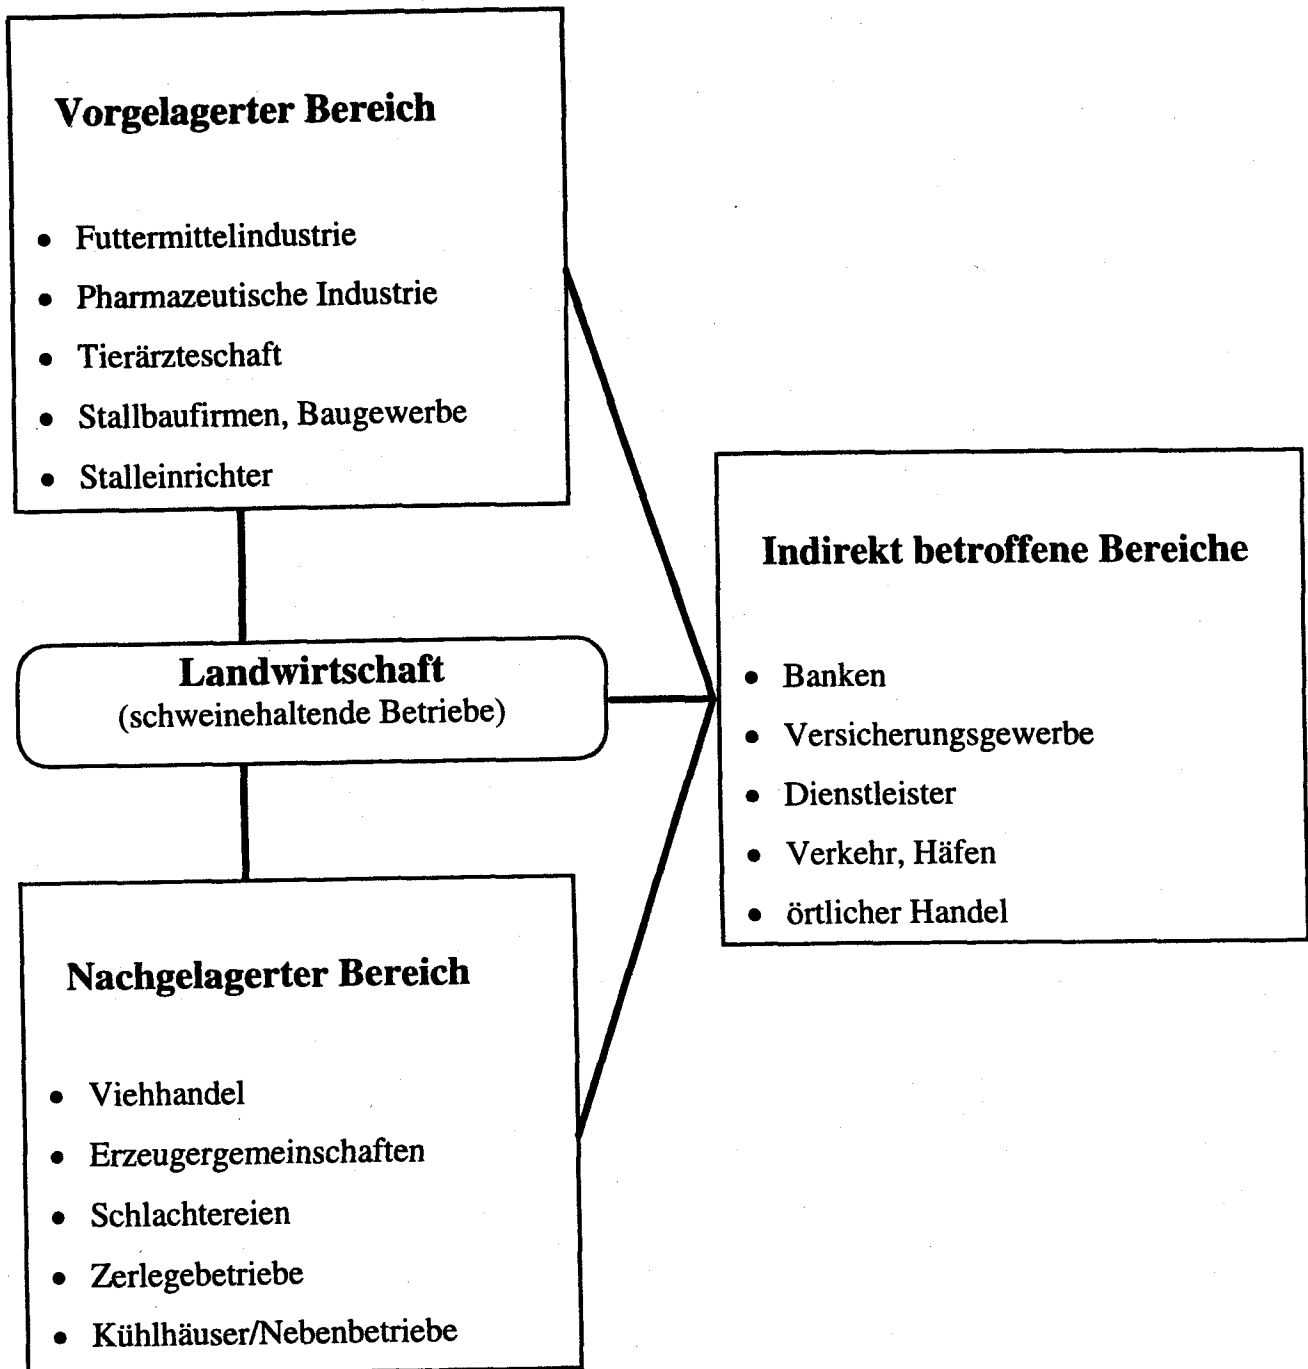 Vorgelagerter Bereich
• Futtermittelindustrie
• Pharmazeutische Industrie
• Tierärzteschaft
• Stallbaufirmen, Baugewerbe
• Stalleinrichter
Landwirtschaft
(schweinehaltende Betriebe)
Indirekt betroffene Bereiche
• Banken
• Versicherungsgewerbe
• Dienstleister
• Verkehr, Häfen
• örtlicher Handel
Nachgelagerter Bereich
• Viehhandel
• Erzeugergemeinschaften
• Schlachtereien
• Zerlegebetriebe
• Kühlhäuser/Nebenbetriebe